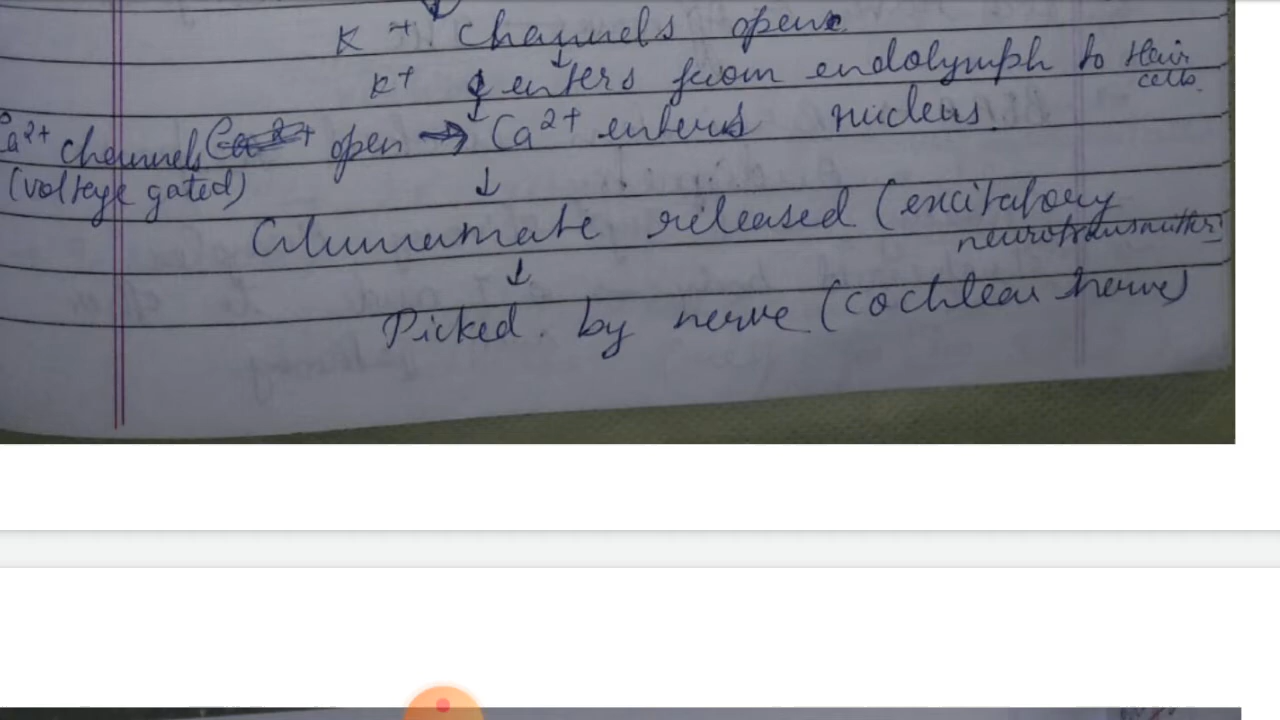 K+ channels open
K+ enters from endolymph to Hair cells.
Ca2+ channels open → Ca2+ enters nucleus.
(voltage gated)
↓
released (excitatory neurotransmitter)
↓
Picked. by nerve (cochlear nerve)